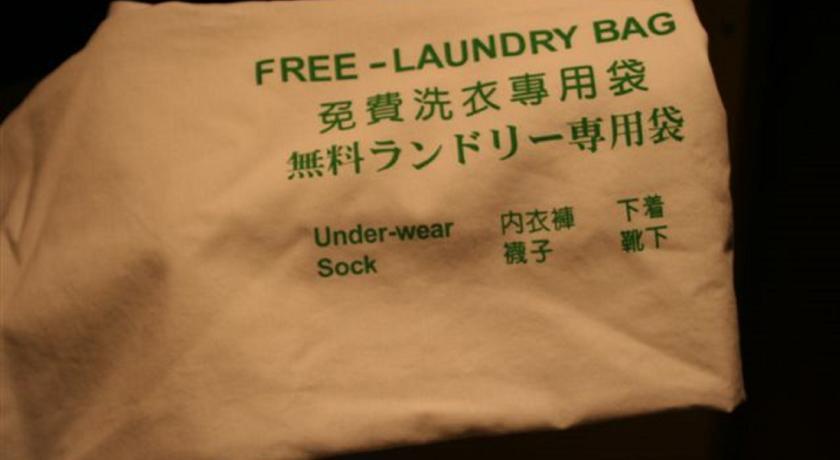 FREE - LAUNDRY BAG
免費洗衣專用袋
無料ランドリー専用袋
Under-wear 内衣褲 下着
Sock 襪子 靴下